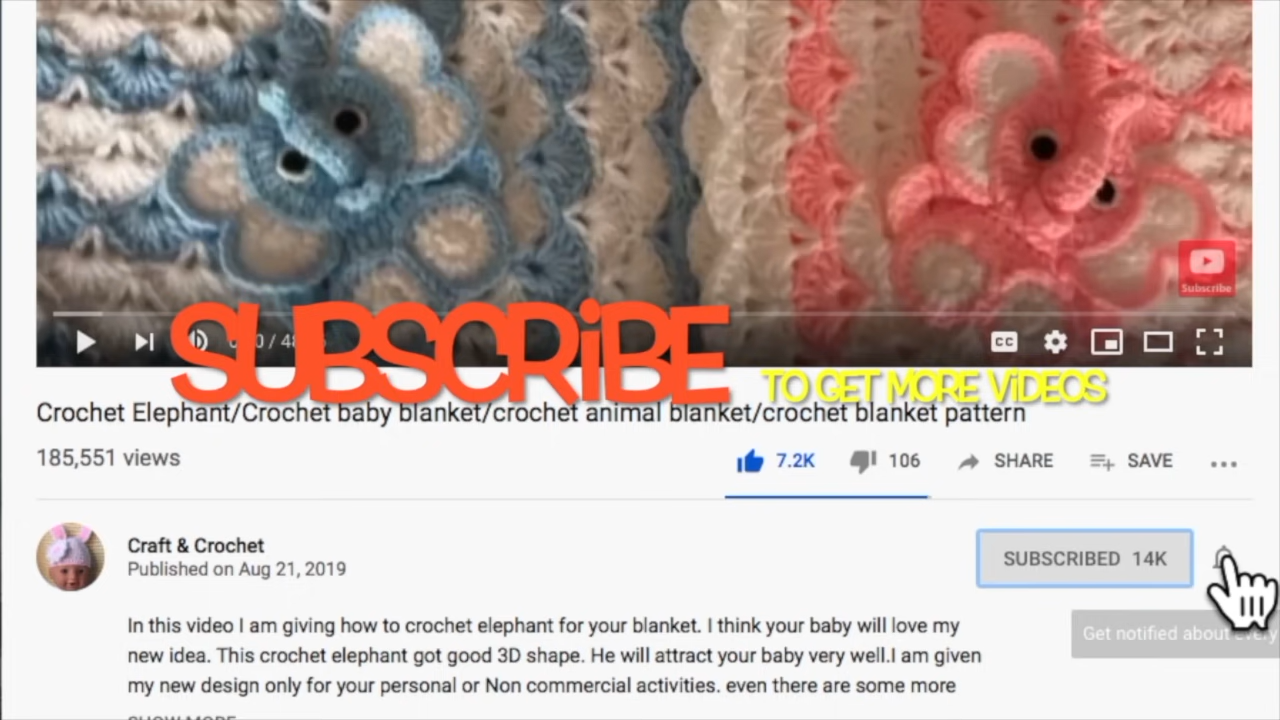 Subscribe
SUBSCRiBE
CC
TO GET MORE ViDEOS
Crochet Elephant/Crochet baby blanket/crochet animal blanket/crochet blanket pattern
185,551 views
7.2K
106
SHARE
SAVE
Craft & Crochet
Published on Aug 21, 2019
SUBSCRIBED 14K
In this video I am giving how to crochet elephant for your blanket. I think your baby will love my
Get notified about every
new idea. This crochet elephant got good 3D shape. He will attract your baby very well.I am given
my new design only for your personal or Non commercial activities. even there are some more
SHOW MORE